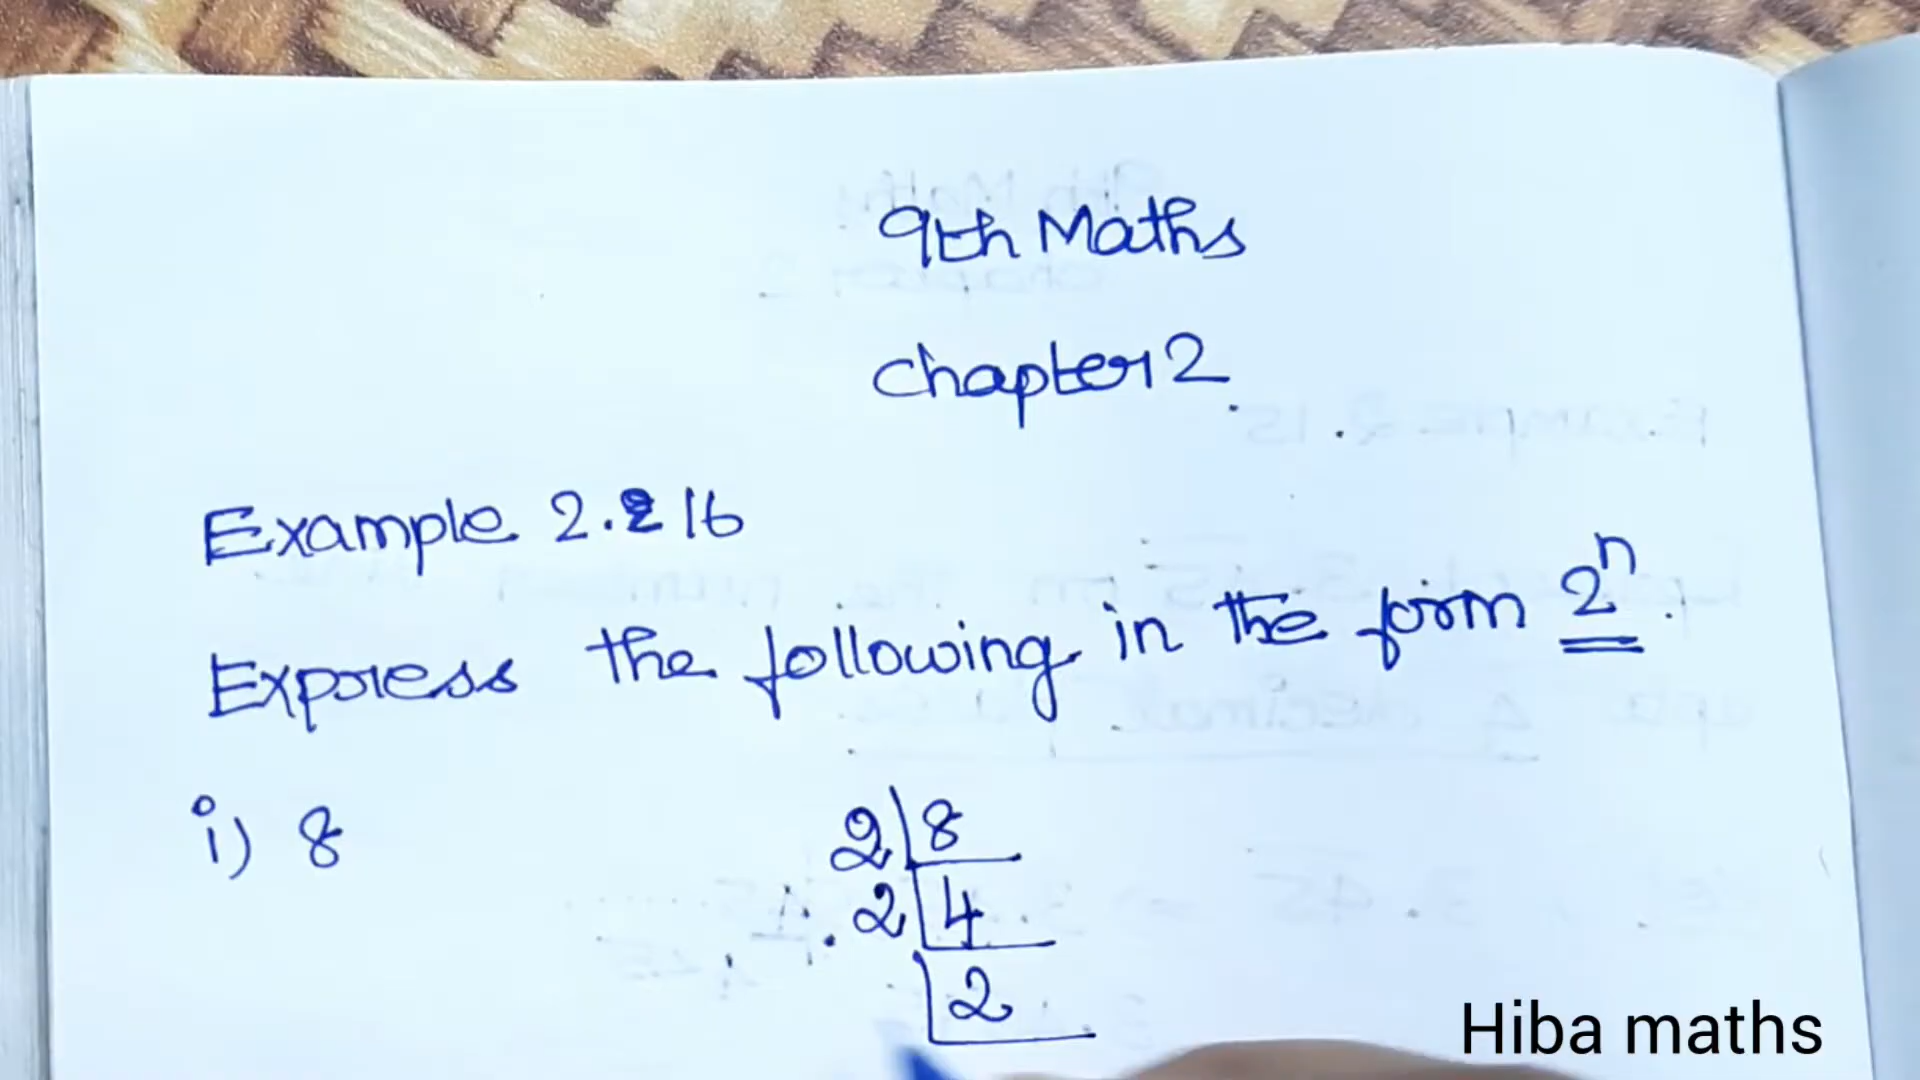 9th Maths
chapter 2.
Example 2.16
Express the following in the form 2ⁿ.
i) 8
2 8
2 4
2
Hiba maths